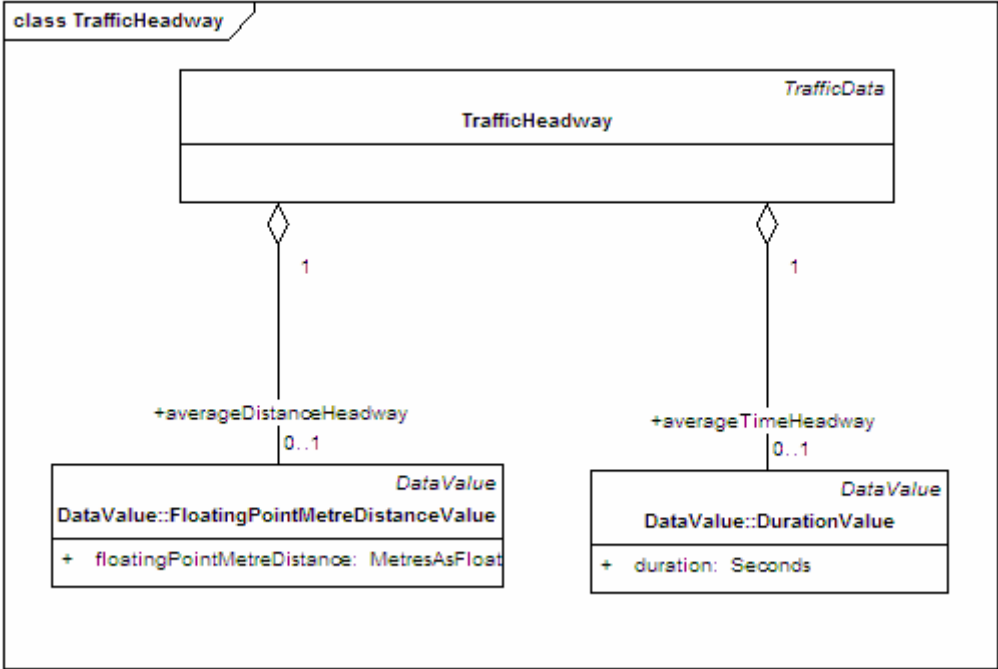 class TrafficHeadway
TrafficData
TrafficHeadway
1
1
+averageDistanceHeadway
0..1
+averageTimeHeadway
0..1
DataValue
DataValue::FloatingPointMetreDistanceValue
+ floatingPointMetreDistance: MetresAsFloat
DataValue
DataValue::DurationValue
+ duration: Seconds